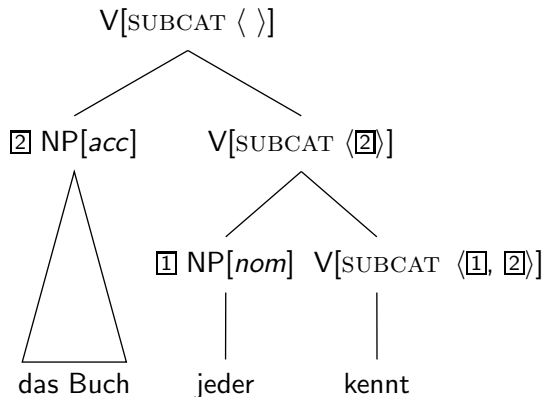 V[SUBCAT ⟨ ⟩]
2 NP[acc] V[SUBCAT ⟨2⟩]
1 NP[nom] V[SUBCAT ⟨1, 2⟩]
das Buch jeder kennt